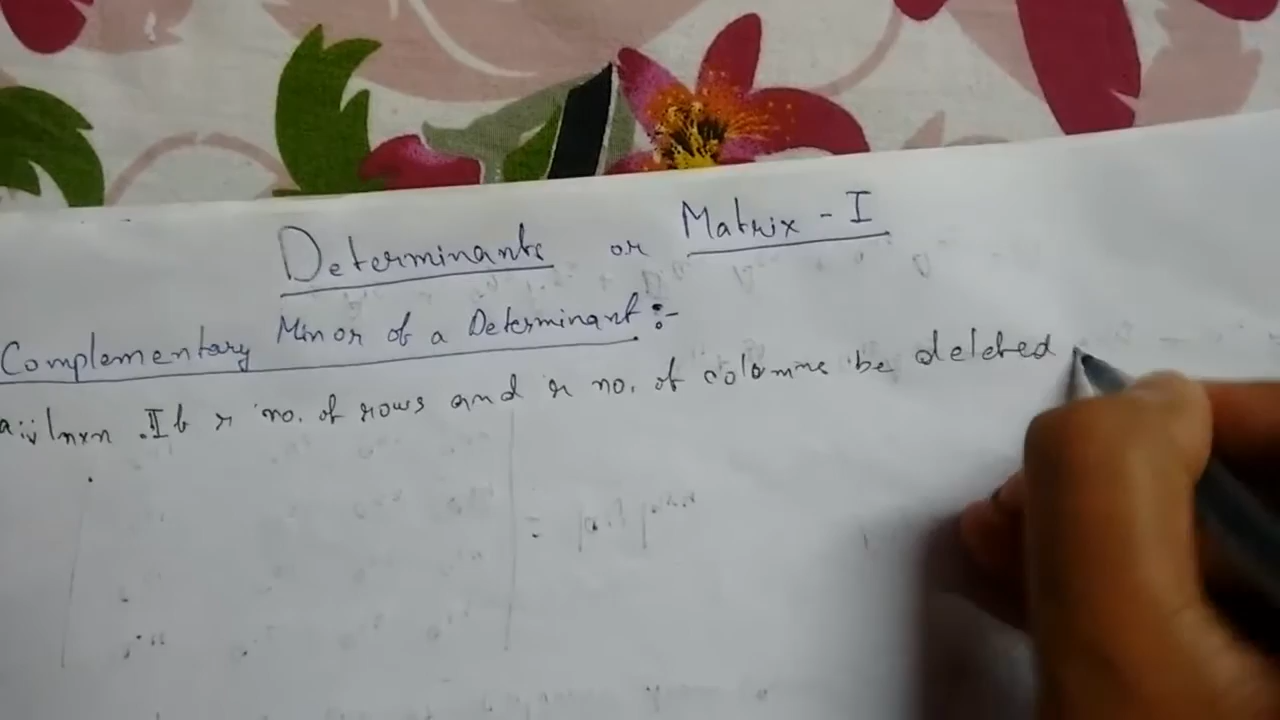 Determinants or Matrix - I
Complementary Minor of a Determinant :-
aij|nxn . If r no. of rows and r no. of columns be deleted